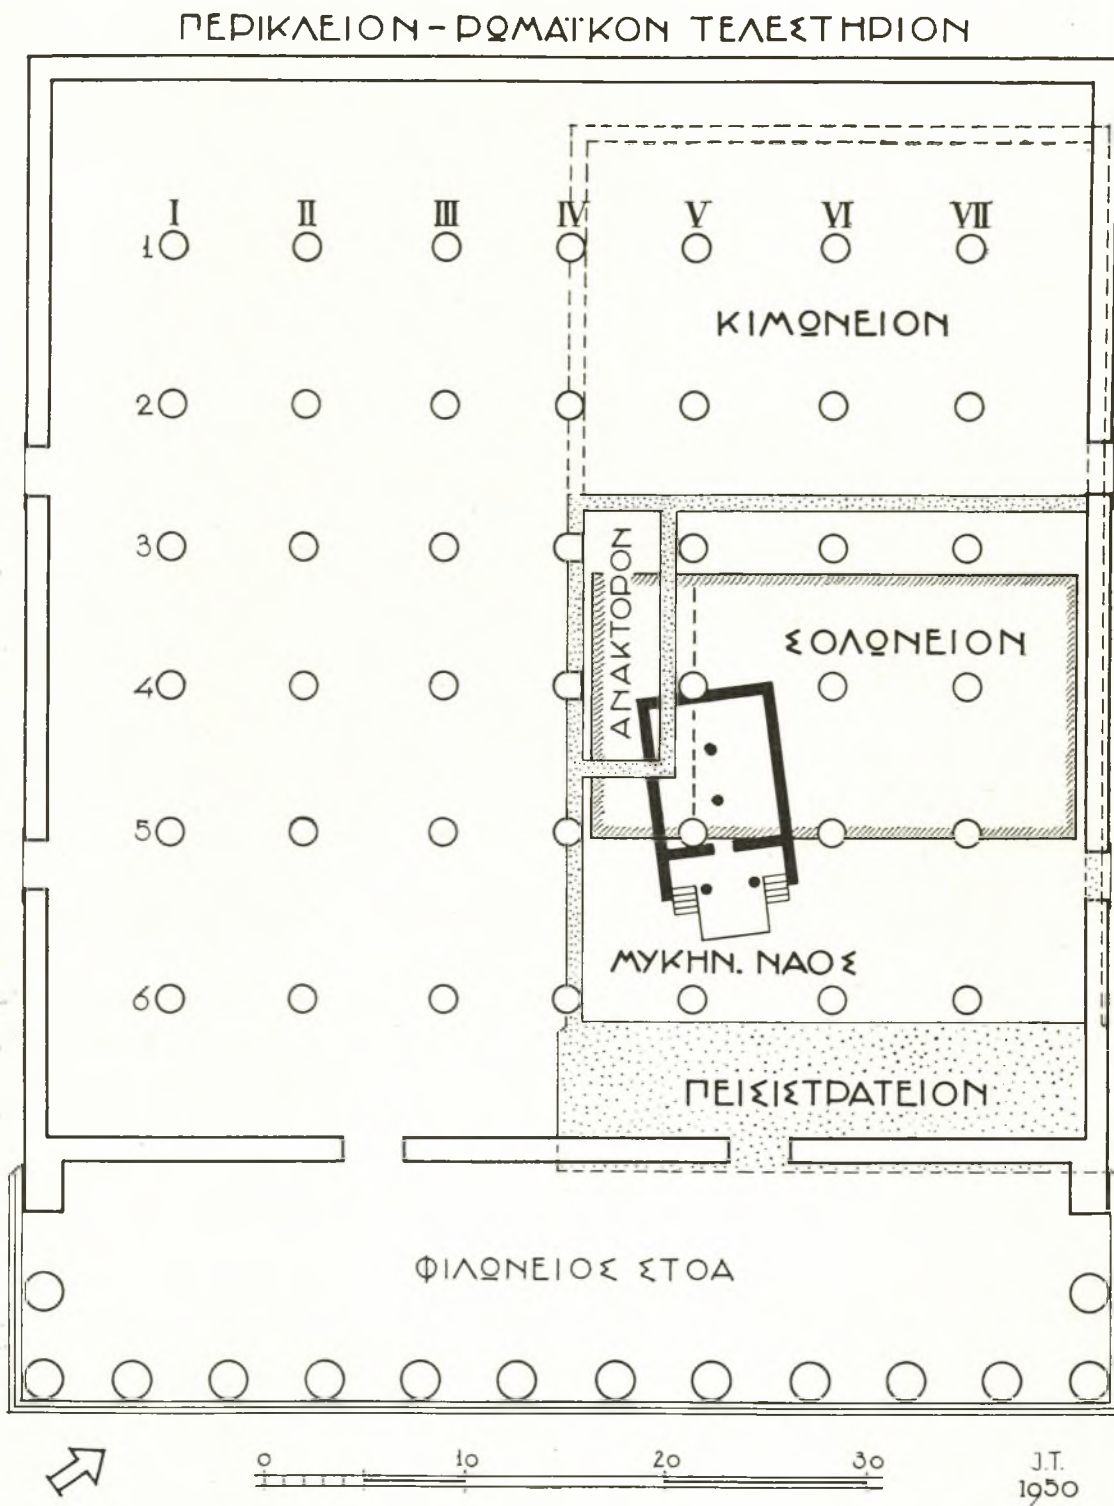 ΠΕΡΙΚΛΕΙΟΝ-ΡΩΜΑΪΚΟΝ ΤΕΛΕΣΤΗΡΙΟΝ
I II III IV V VI VII
1
ΚΙΜΩΝΕΙΟΝ
2
3
ΑΝΑΚΤΟΡΟΝ
ΣΟΛΩΝΕΙΟΝ
4
5
ΜΥΚΗΝ. ΝΑΟΣ
6
ΠΕΙΣΙΣΤΡΑΤΕΙΟΝ
ΦΙΛΩΝΕΙΟΣ ΣΤΟΑ
0 10 20 30
J.T.
1950